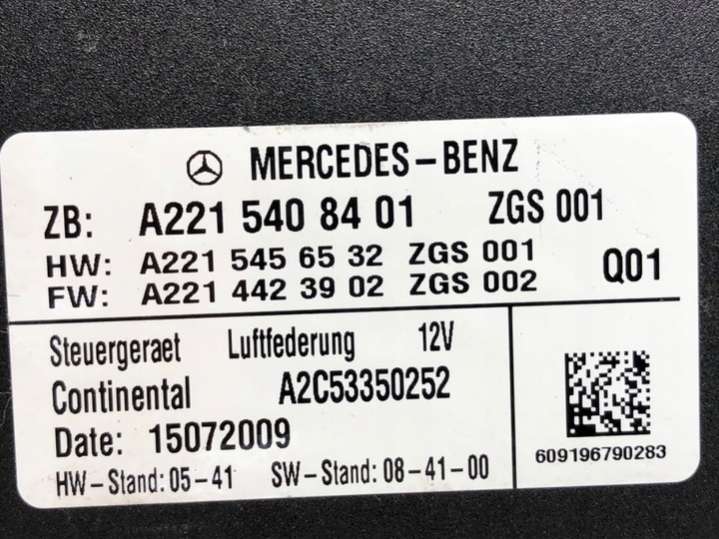 MERCEDES-BENZ
ZB: A221 540 84 01 ZGS 001
HW: A221 545 65 32 ZGS 001
FW: A221 442 39 02 ZGS 002 Q01
Steuergeraet Luftfederung 12V
Continental A2C53350252
Date: 15072009
HW-Stand: 05-41 SW-Stand: 08-41-00
609196790283